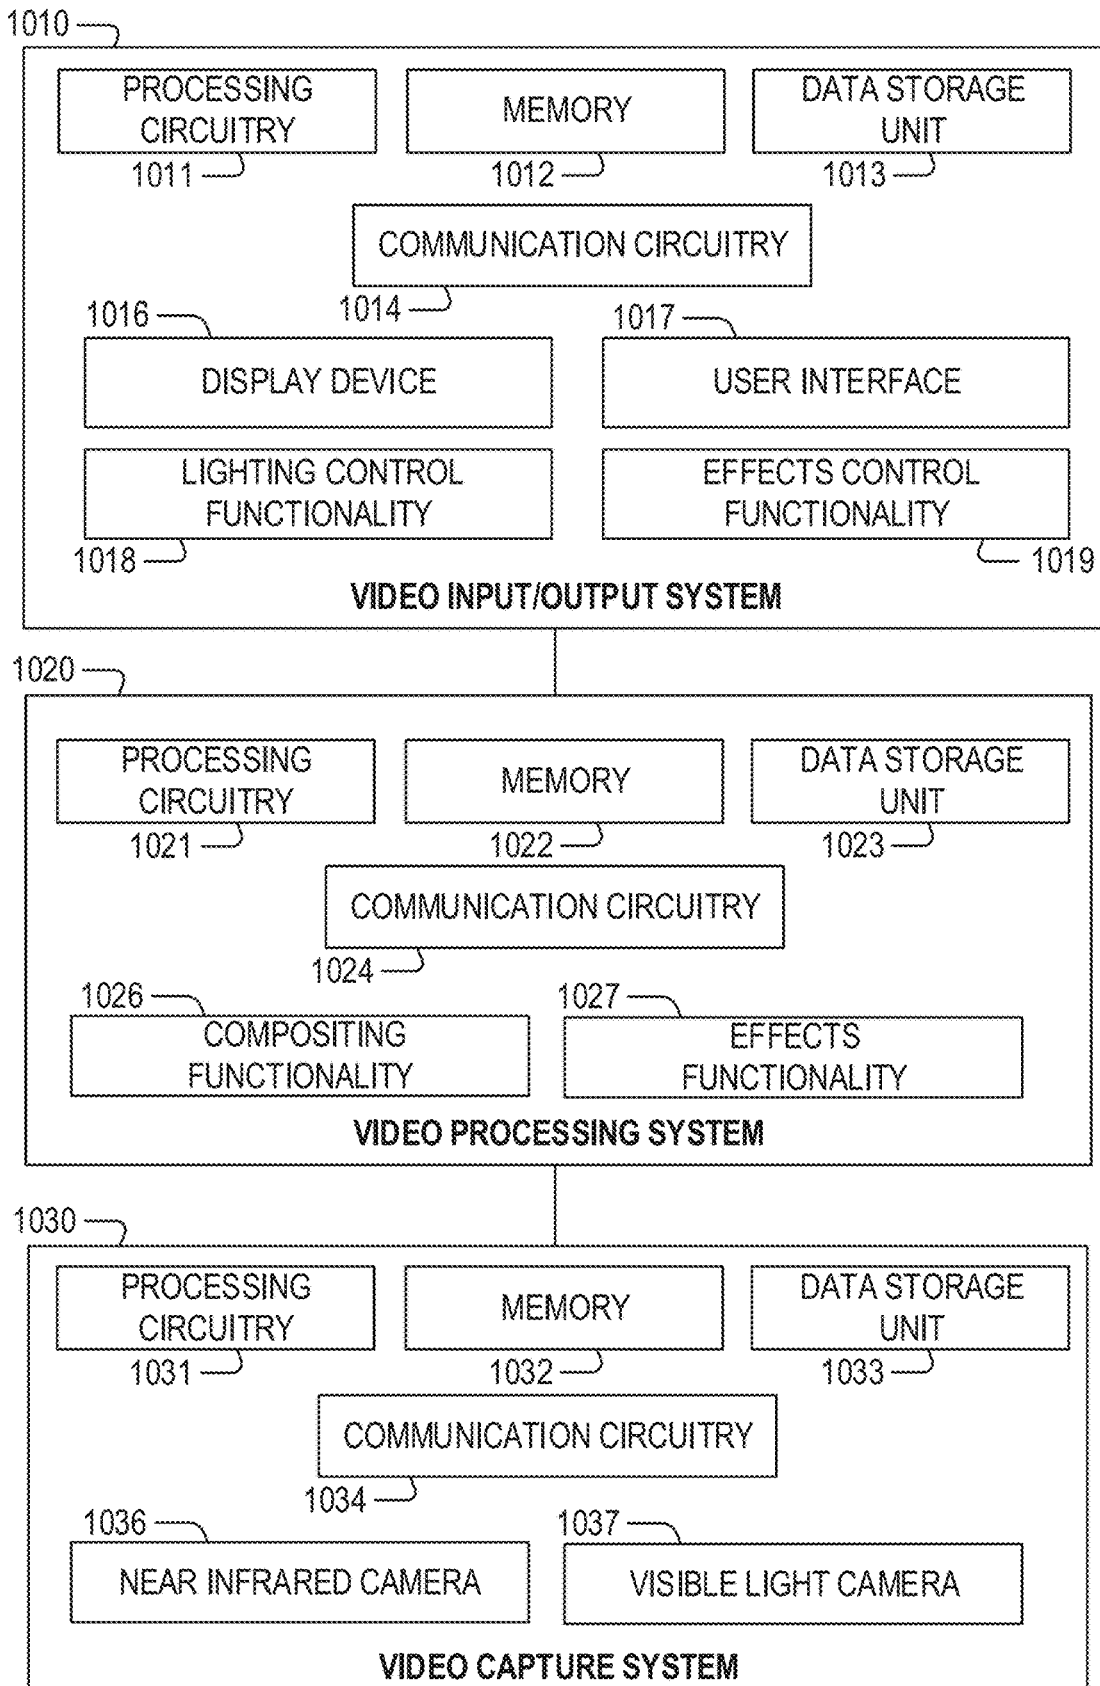 1010
PROCESSING
CIRCUITRY
1011
MEMORY
1012
DATA STORAGE
UNIT
1013
COMMUNICATION CIRCUITRY
1014
1016
DISPLAY DEVICE
1017
USER INTERFACE
LIGHTING CONTROL
FUNCTIONALITY
1018
EFFECTS CONTROL
FUNCTIONALITY
1019
VIDEO INPUT/OUTPUT SYSTEM
1020
PROCESSING
CIRCUITRY
1021
MEMORY
1022
DATA STORAGE
UNIT
1023
COMMUNICATION CIRCUITRY
1024
1026
COMPOSITING
FUNCTIONALITY
1027
EFFECTS
FUNCTIONALITY
VIDEO PROCESSING SYSTEM
1030
PROCESSING
CIRCUITRY
1031
MEMORY
1032
DATA STORAGE
UNIT
1033
COMMUNICATION CIRCUITRY
1034
1036
NEAR INFRARED CAMERA
1037
VISIBLE LIGHT CAMERA
VIDEO CAPTURE SYSTEM